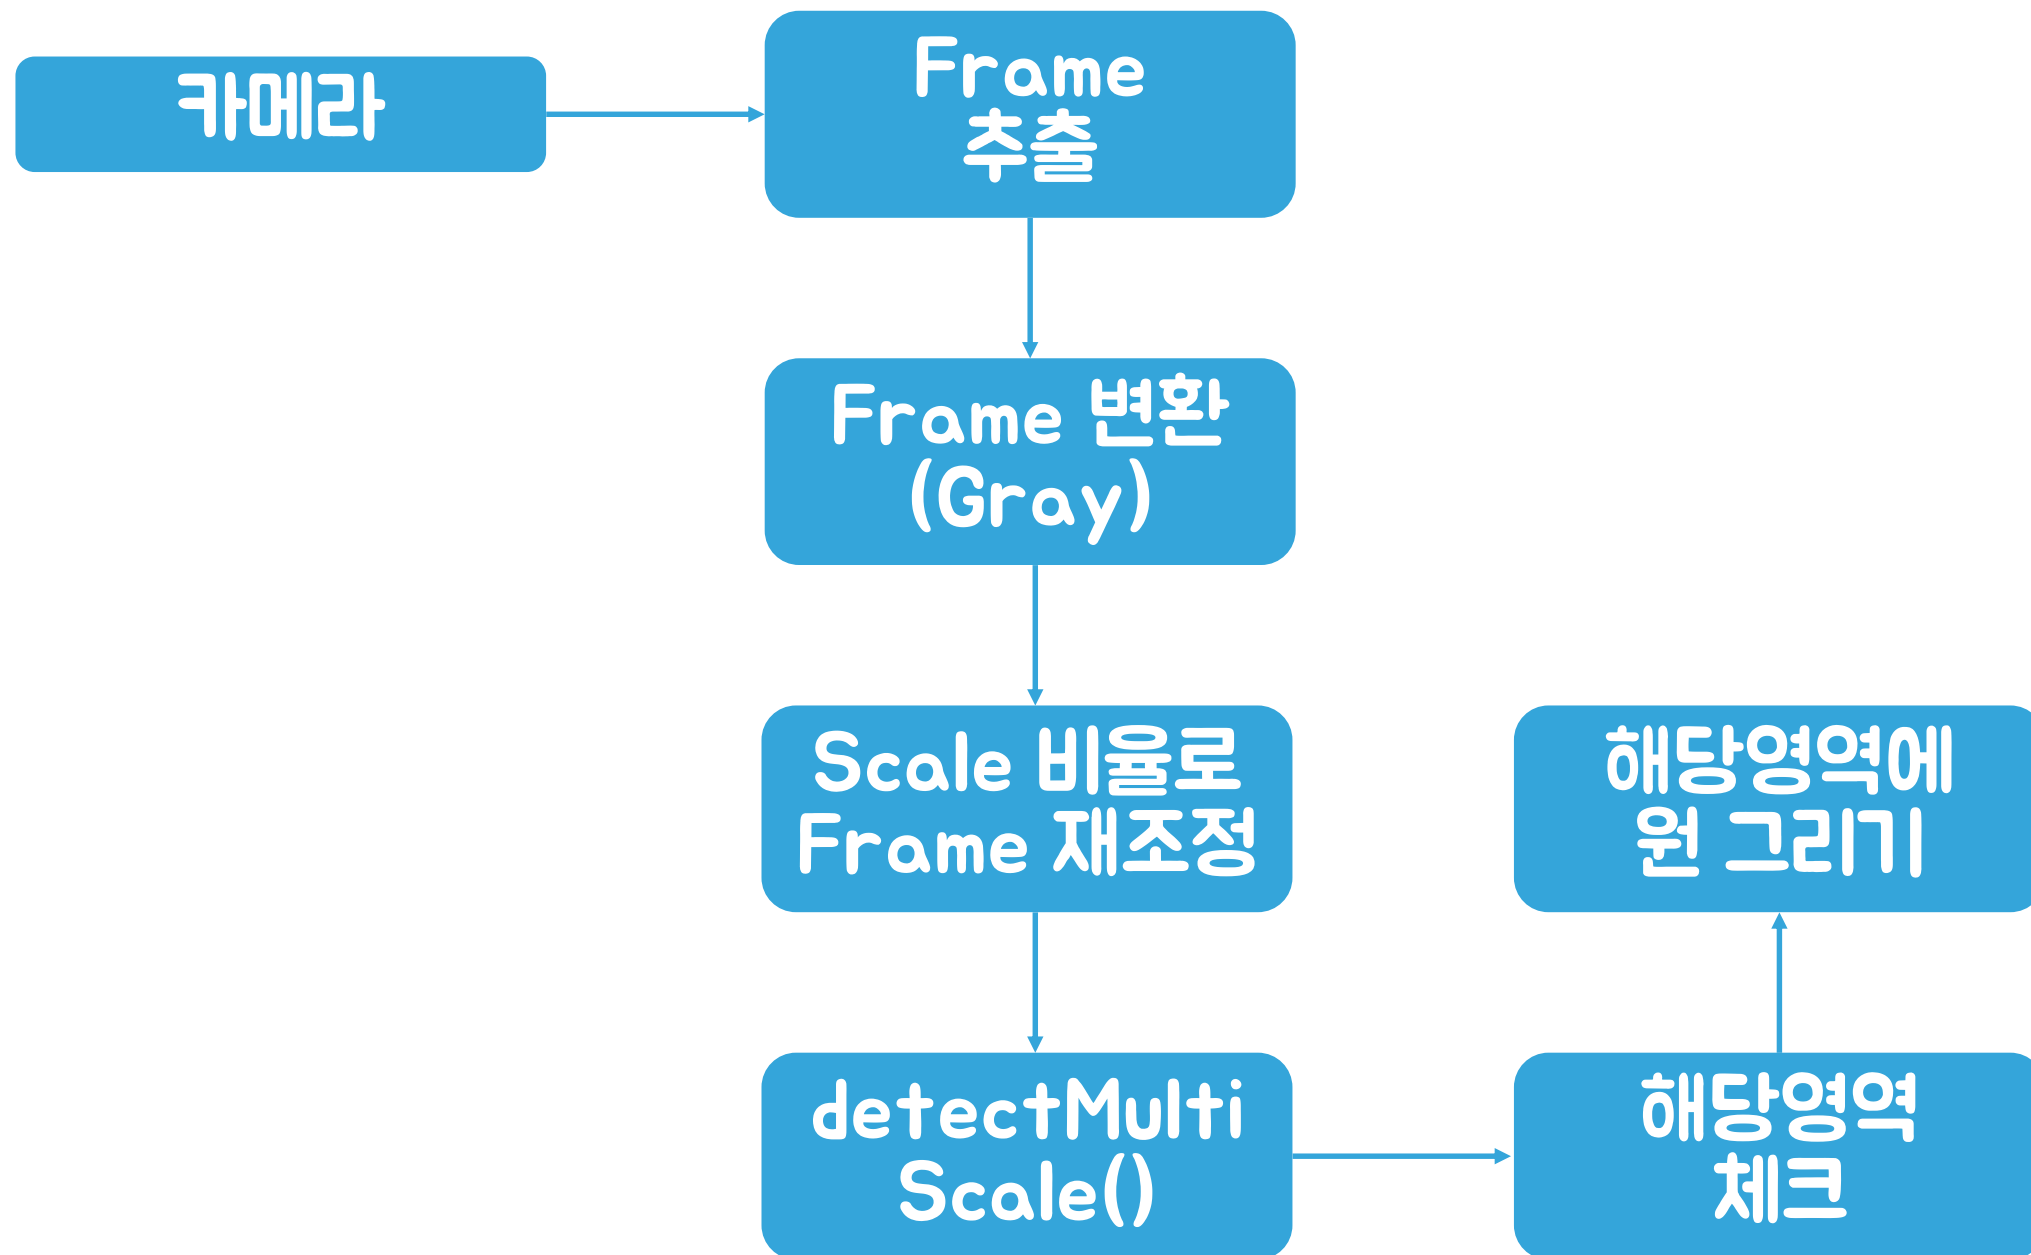 카메라
Frame
추출
Frame 변환
(Gray)
Scale 비율로
Frame 재조정
detectMulti
Scale()
해당영역
체크
해당영역에
원 그리기